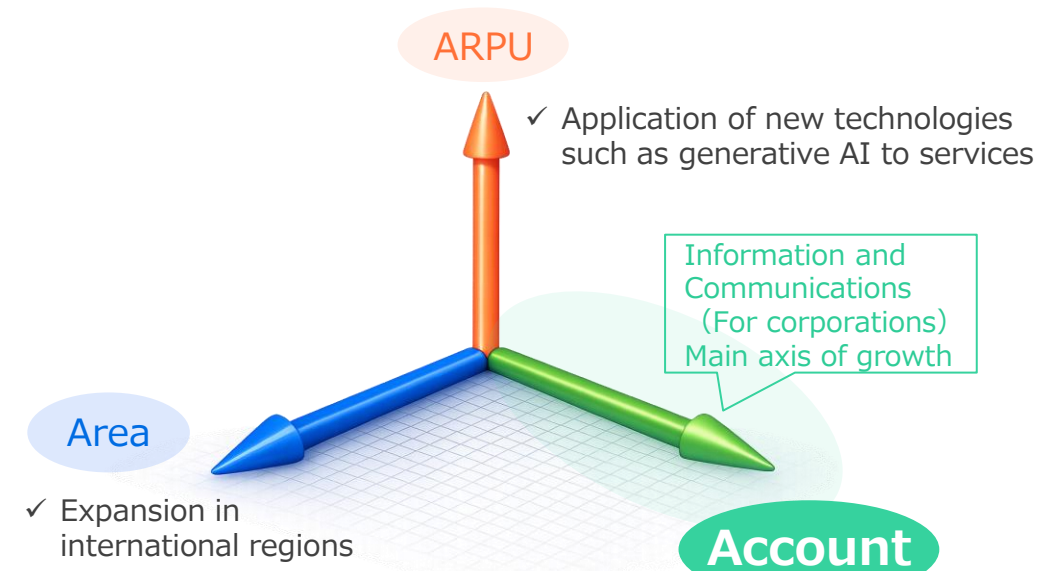 ARPU
✓ Application of new technologies
such as generative AI to services
Information and
Communications
（For corporations）
Main axis of growth
Area
✓ Expansion in
international regions
Account